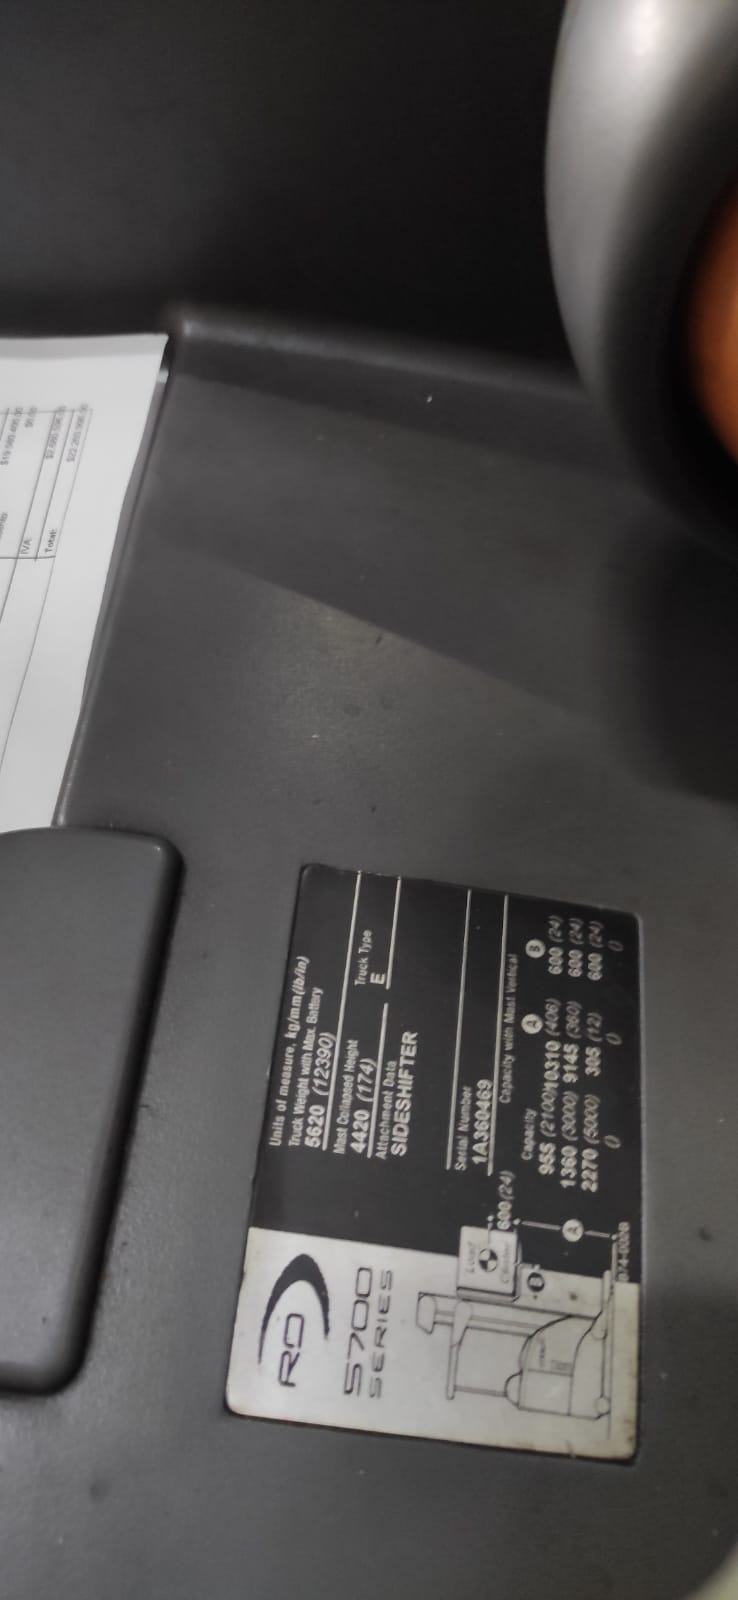 IVA:
Total:
RD
5700
SERIES
Units of measure, kg/mm(lb/in)
Truck Weight with Max. Battery
5620 (12390)
Mast Collapsed Height
4420 (174)
Truck Type
E
Attachment Data
SIDESHIFTER
Serial Number
1A360469
Capacity with Mast Vertical
600(24)
Capacity A B
955 (2100) 10310 (406) 600 (24)
1360 (3000) 9145 (360) 600 (24)
2270 (5000) 305 (12) 600 (24)
0 0 0
Load
Center
B
A